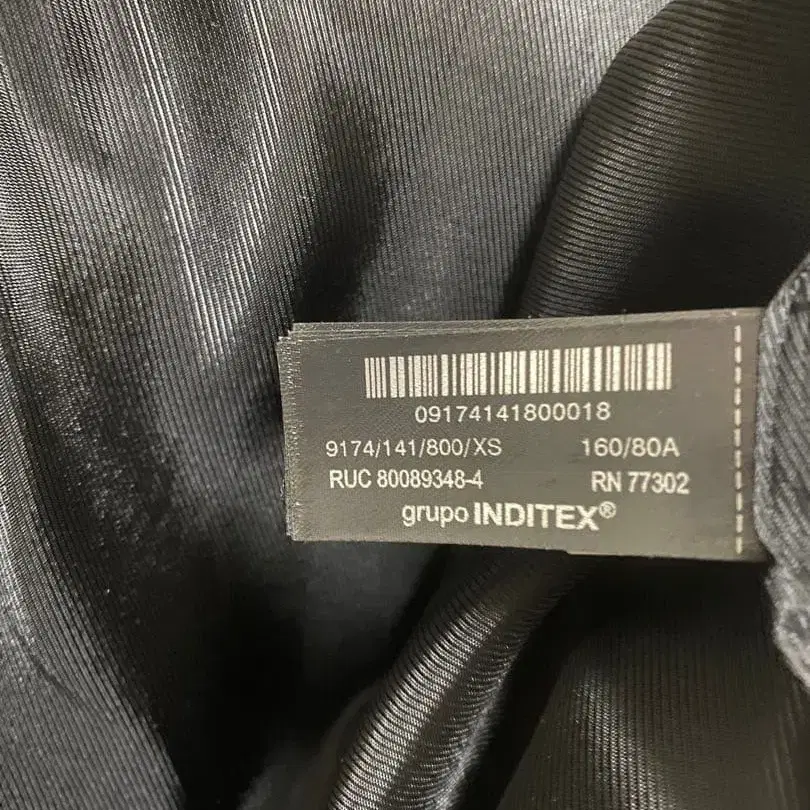 09174141800018
9174/141/800/XS 160/80A
RUC 80089348-4 RN 77302
grupo INDITEX®